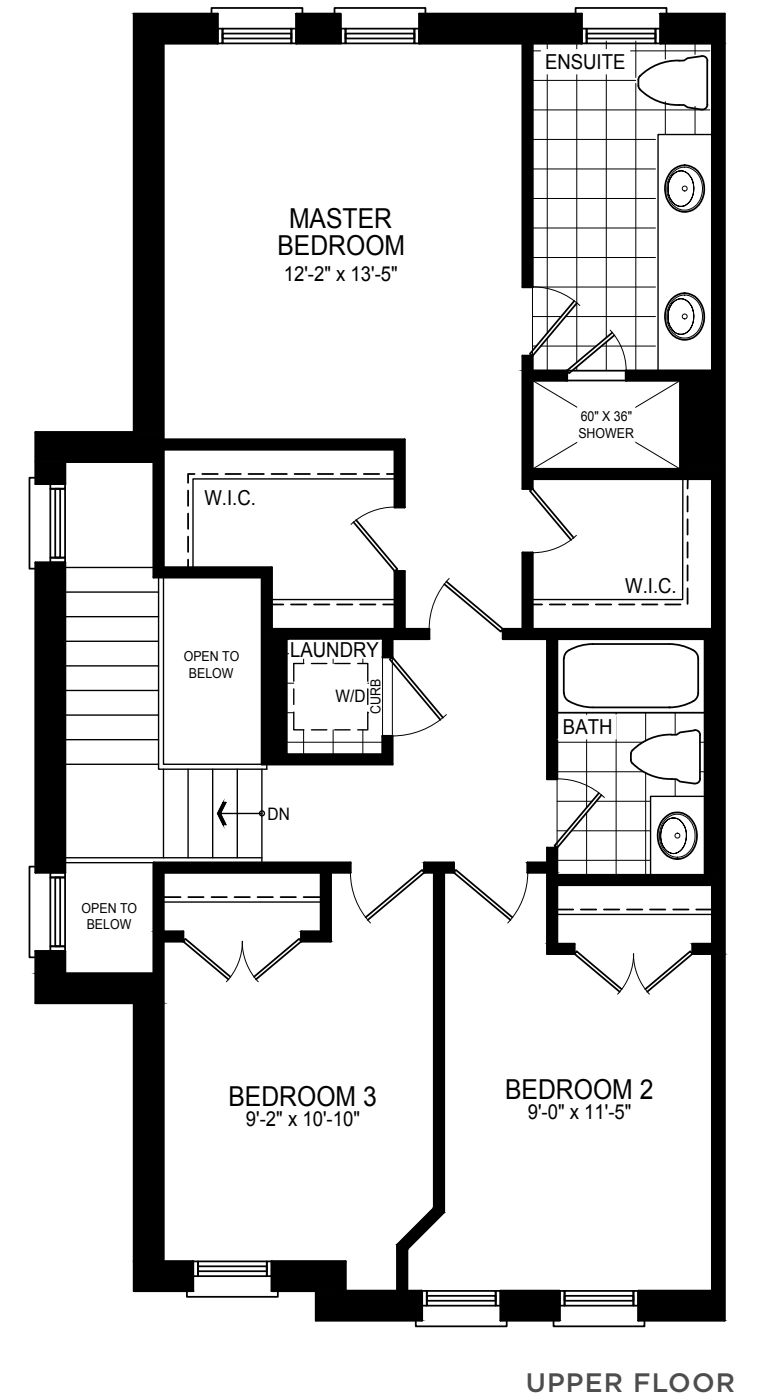 ENSUITE
MASTER
BEDROOM
12'-2" x 13'-5"
60" X 36"
SHOWER
W.I.C.
W.I.C.
OPEN TO
BELOW
LAUNDRY
W/D
CURB
BATH
DN
OPEN TO
BELOW
BEDROOM 3
9'-2" x 10'-10"
BEDROOM 2
9'-0" x 11'-5"
UPPER FLOOR